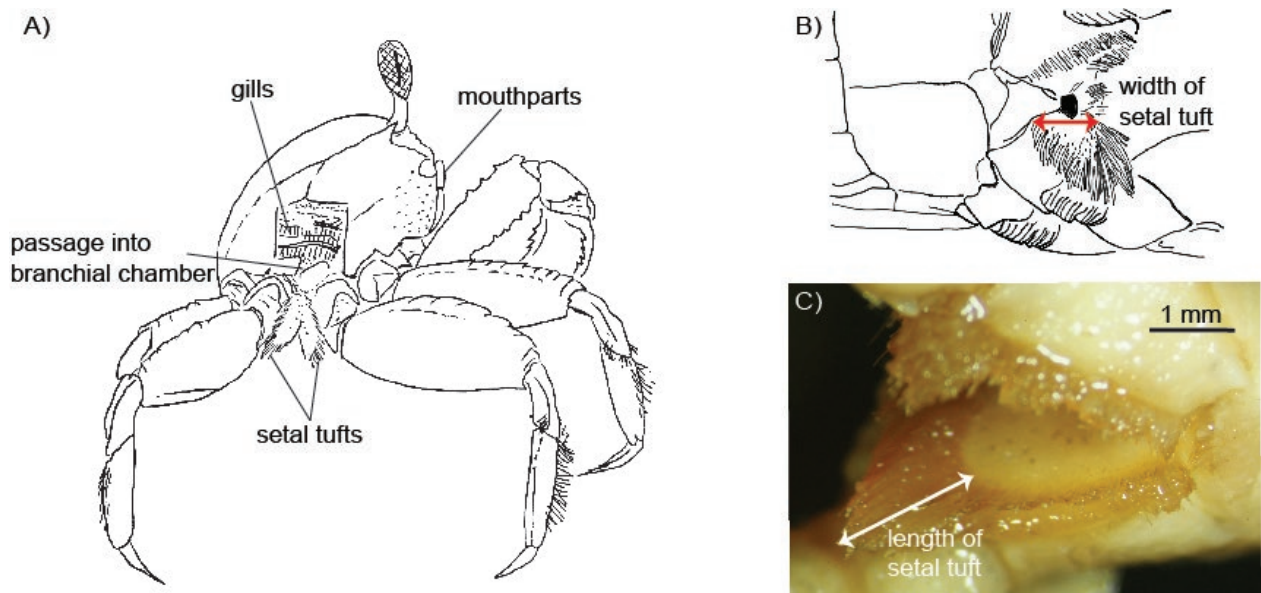 A)
gills
mouthparts
passage into
branchial chamber
setal tufts
B)
width of
setal tuft
C)
1 mm
length of
setal tuft